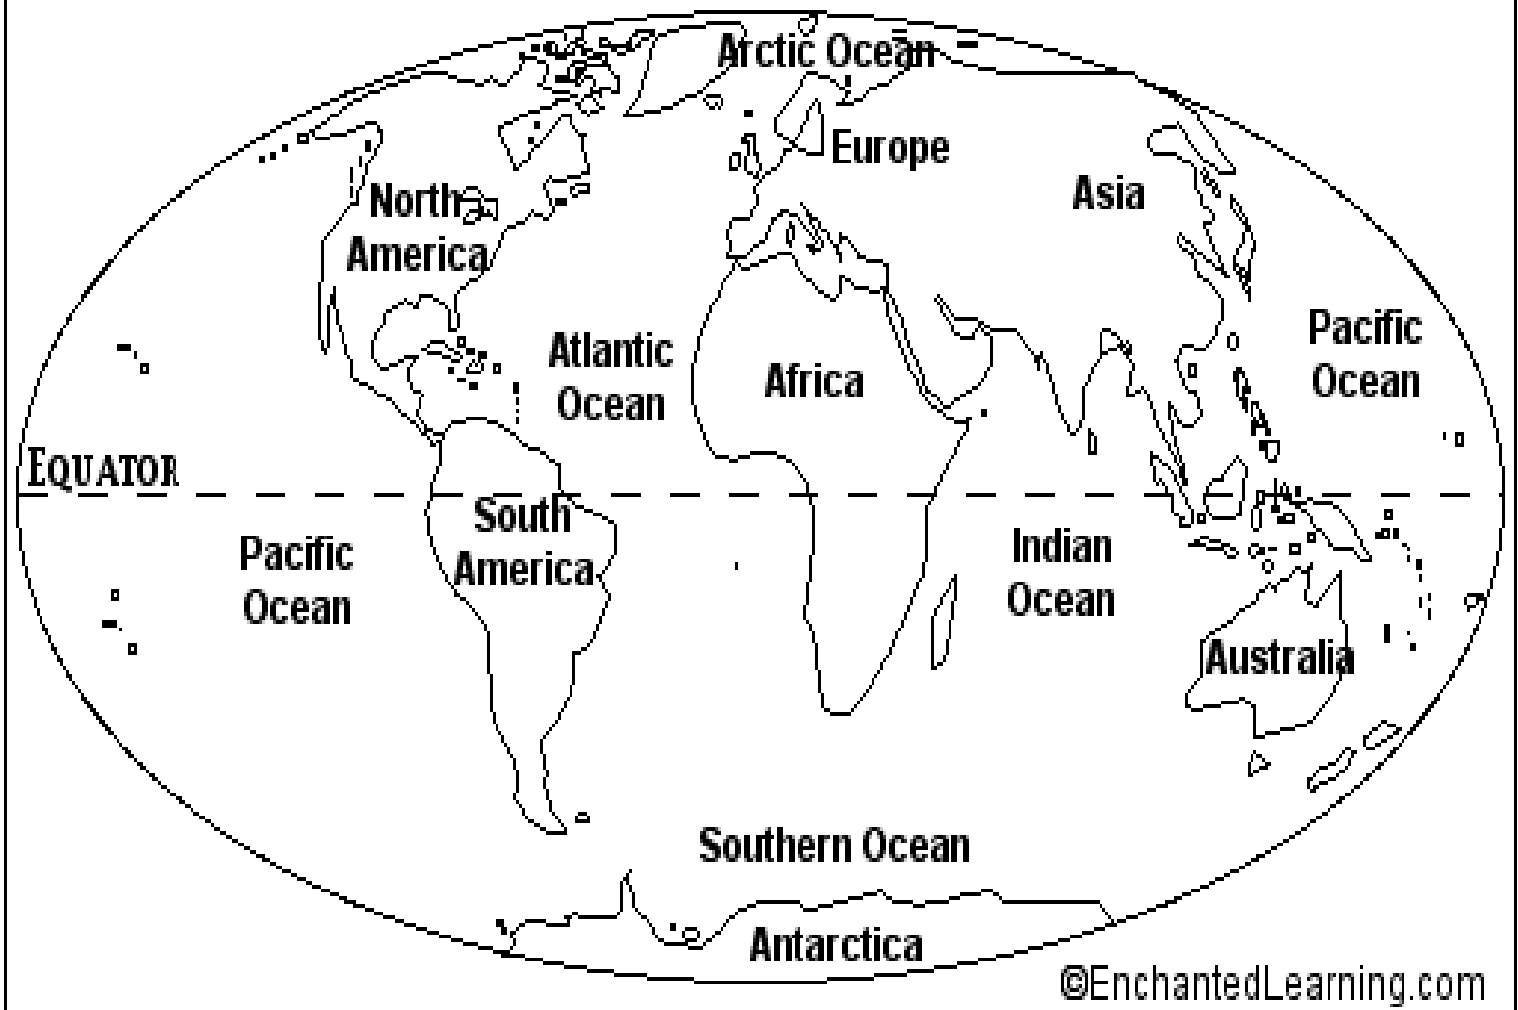 Arctic Ocean
Europe
Asia
North
America
Atlantic
Ocean
Africa
Pacific
Ocean
EQUATOR
South
America
Pacific
Ocean
Indian
Ocean
Australia
Southern Ocean
Antarctica
©EnchantedLearning.com